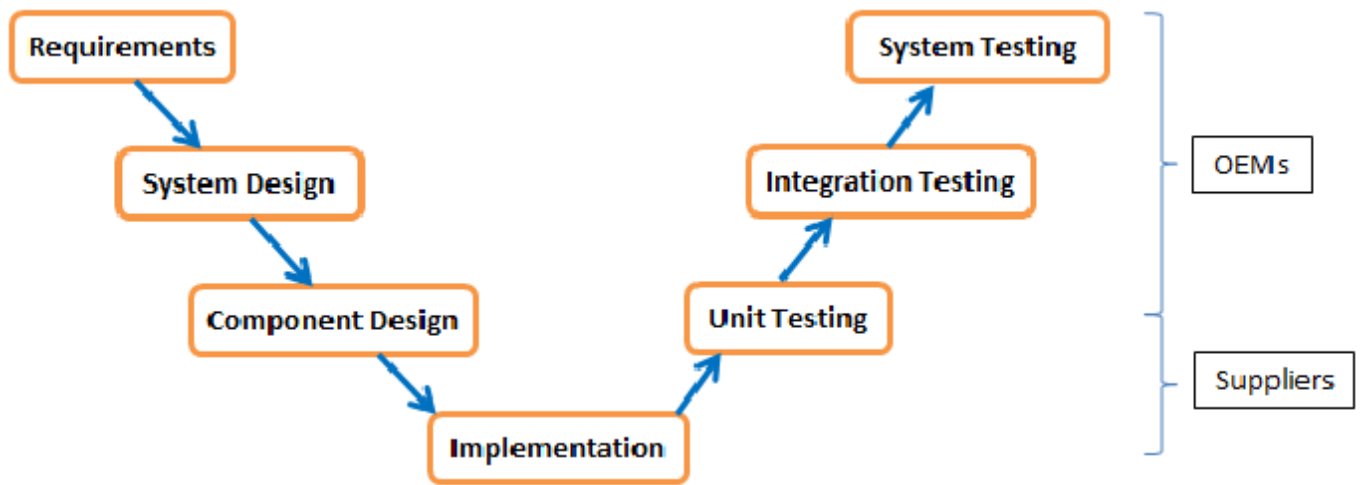 Requirements
System Testing
System Design
Integration Testing
OEMs
Component Design
Unit Testing
Suppliers
Implementation